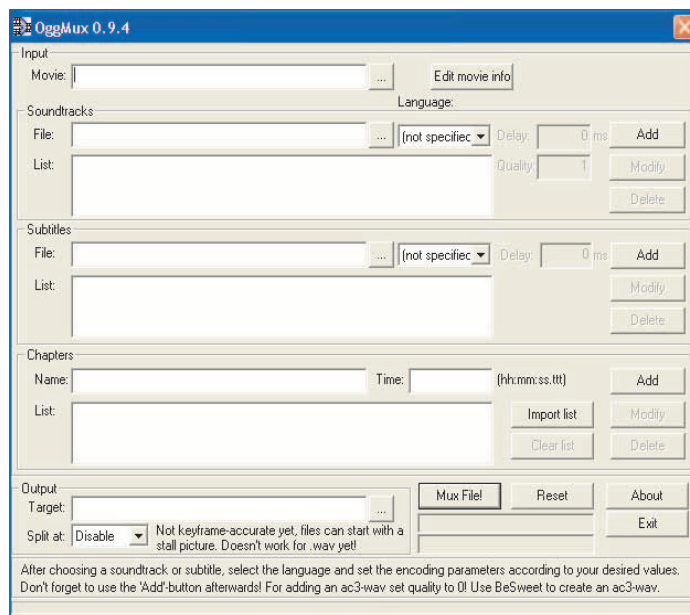 OggMux 0.9.4
Input
Movie: ... Edit movie info
Language:
Soundtracks
File: ... (not specifiec Delay: 0 ms Add
List: Quality: 1 Modify
Delete
Subtitles
File: ... (not specifiec Delay: 0 ms Add
List: Modify
Delete
Chapters
Name: Time: (hh:mm:ss.ttt) Add
List: Import list Modify
Clear list Delete
Output
Target: ... Mux File! Reset About
Split at: Disable Not keyframe-accurate yet, files can start with a Exit
stall picture. Doesn't work for .wav yet!
After choosing a soundtrack or subtitle, select the language and set the encoding parameters according to your desired values.
Don't forget to use the 'Add'-button afterwards! For adding an ac3-wav set quality to 0! Use BeSweet to create an ac3-wav.